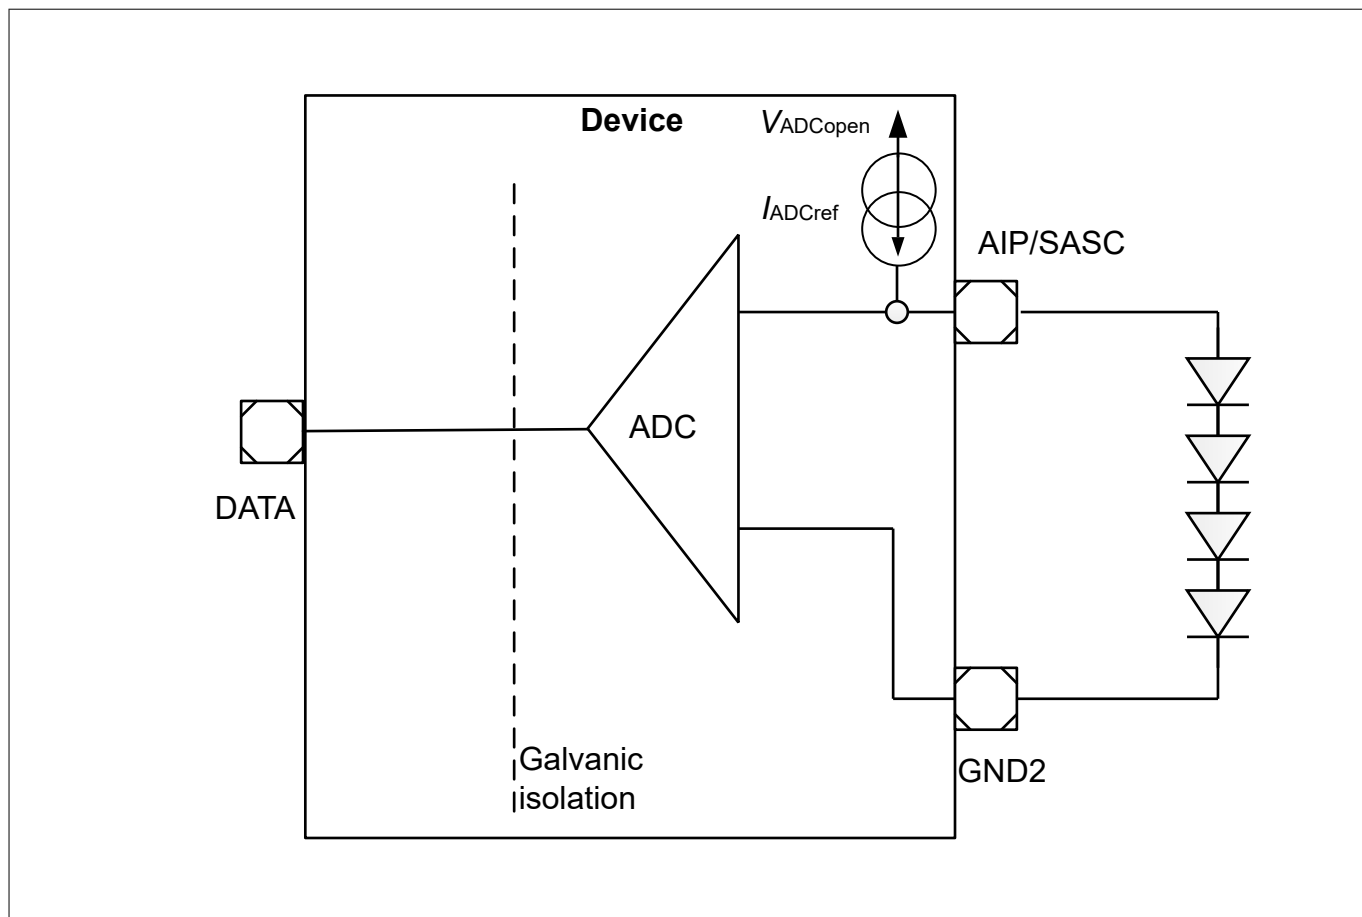 Device
VADCopen
IADCref
AIP/SASC
ADC
DATA
Galvanic
isolation
GND2